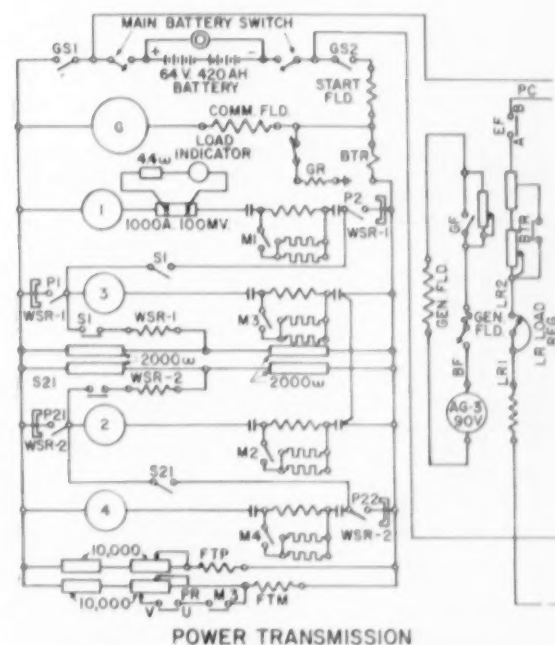 MAIN BATTERY SWITCH
GS1
GS2
+
-
64 V. 420 AH
BATTERY
START
FLD.
PC
G
COMM. FLD.
LOAD
INDICATOR
44ω
BTR
GR
EF
B
A
1
1000A. 100MV.
P2
WSR-1
M1
S1
GF
BTR
P1
WSR-1
3
S1
WSR-1
M3
GEN. FLD.
GEN.
FLD.
LR2
LR LOAD
REG.
2000ω
2000ω
S21
WSR-2
BF
LR1
P21
WSR-2
2
AG-3
90V
M2
S21
4
P22
WSR-2
M4
10,000
FTP
10,000
PR
V
U
M3
FTM
POWER TRANSMISSION